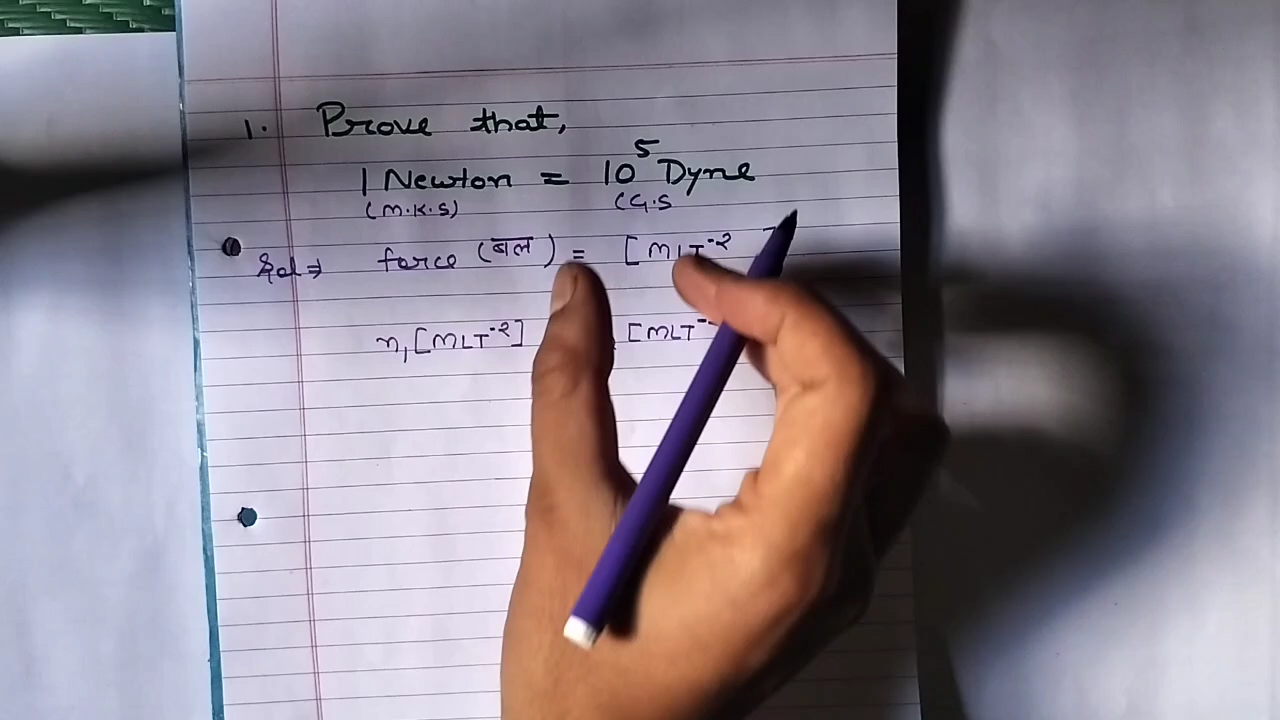 1. Prove that,
1 Newton = 10⁵ Dyne
(M.K.S) (C.G.S
Sol ⇒ force (बल) = [MLT⁻²
n₁[MLT⁻²] [MLT⁻